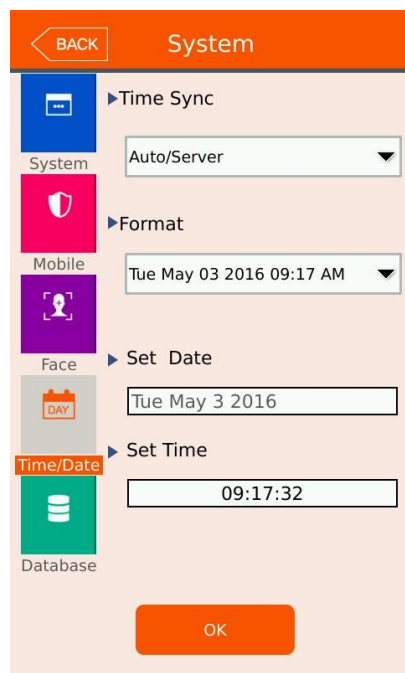 BACK
System
System
Mobile
Face
DAY
Time/Date
Database
Time Sync
Auto/Server
Format
Tue May 03 2016 09:17 AM
Set Date
Tue May 3 2016
Set Time
09:17:32
OK